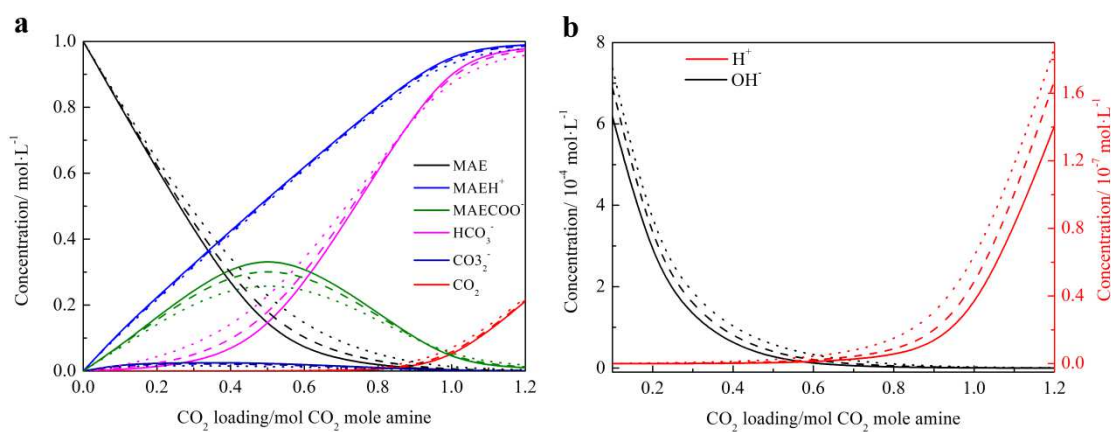 a
1.0
0.8
0.6
0.4
0.2
0.0
Concentration/ mol·L⁻¹
MAE
MAEH⁺
MAECOO⁻
HCO₃⁻
CO3₂⁻
CO₂
0.0 0.2 0.4 0.6 0.8 1.0 1.2
CO₂ loading/mol CO₂ mole amine
b
8
6
4
2
0
Concentration/ 10⁻⁴ mol·L⁻¹
H⁺
OH⁻
1.6
1.2
0.8
0.4
0.0
Concentration/ 10⁻⁷ mol·L⁻¹
0.2 0.4 0.6 0.8 1.0 1.2
CO₂ loading/mol CO₂ mole amine